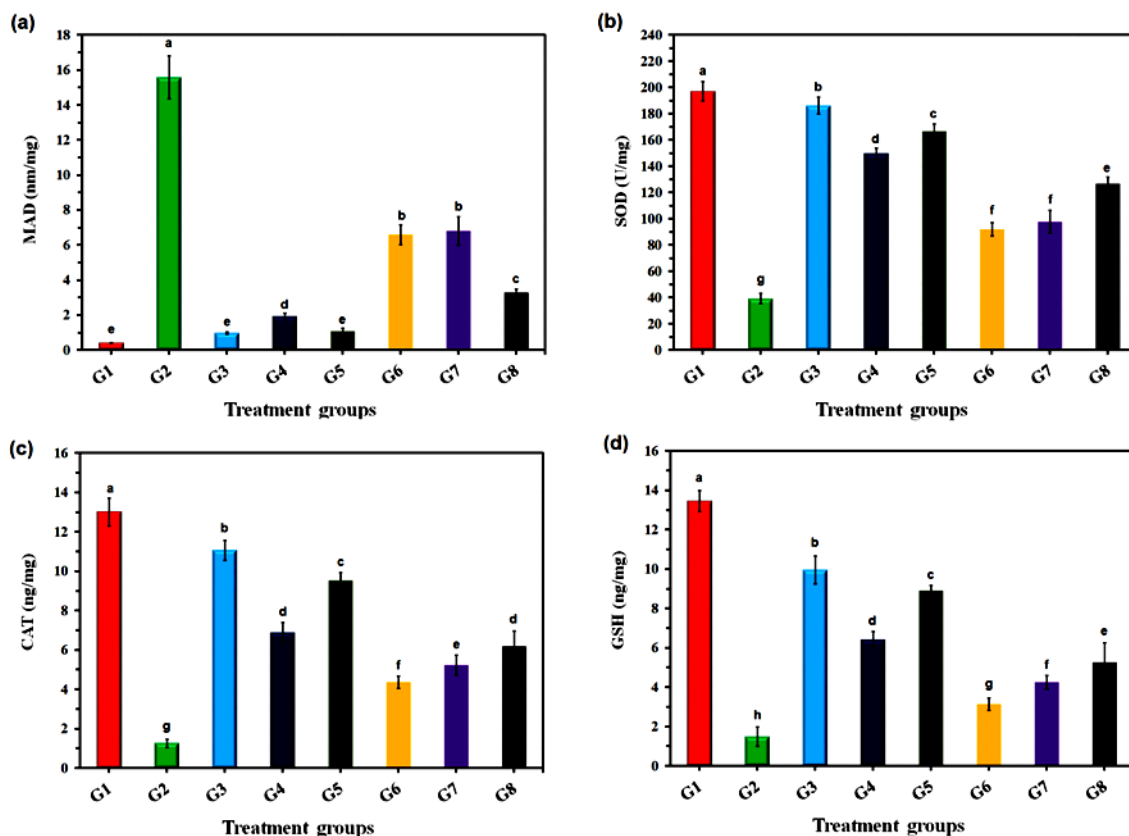 (a)
18
16
14
12
10
8
6
4
2
0
MAD (nm/mg)
e
a
e
d
e
b
b
c
G1
G2
G3
G4
G5
G6
G7
G8
Treatment groups
(b)
240
220
200
180
160
140
120
100
80
60
40
20
0
SOD (U/mg)
a
g
b
d
c
f
f
e
G1
G2
G3
G4
G5
G6
G7
G8
Treatment groups
(c)
16
14
12
10
8
6
4
2
0
CAT (ng/mg)
a
g
b
d
c
f
e
d
G1
G2
G3
G4
G5
G6
G7
G8
Treatment groups
(d)
16
14
12
10
8
6
4
2
0
GSH (ng/mg)
a
h
b
d
c
g
f
e
G1
G2
G3
G4
G5
G6
G7
G8
Treatment groups